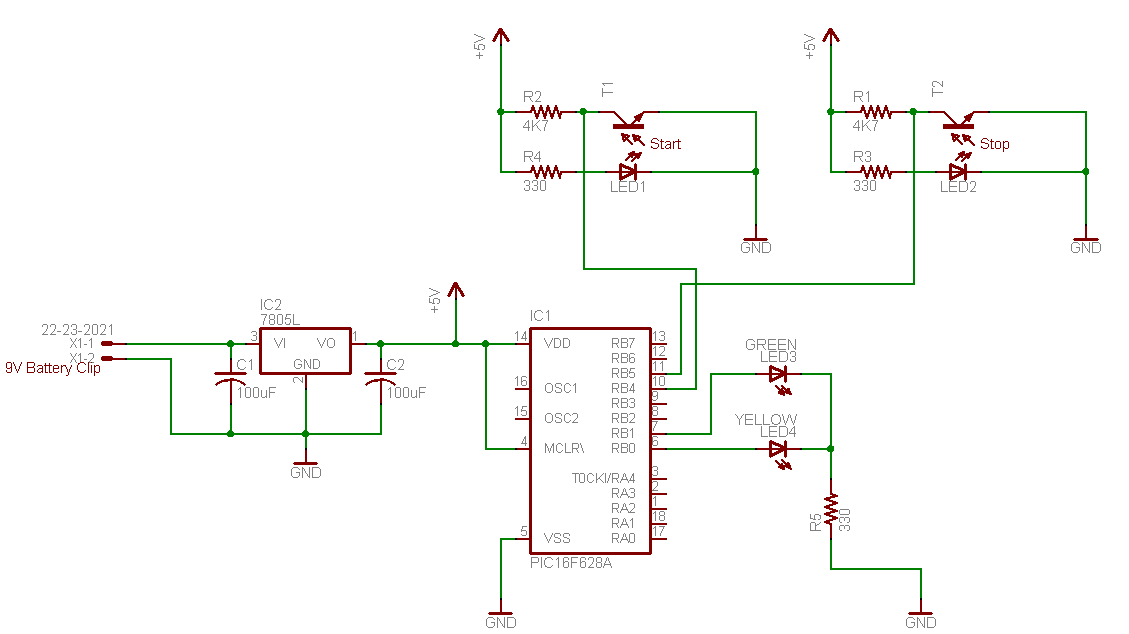 +5V
R2
4K7
R4
330
T1
Start
LED1
GND
+5V
R1
4K7
R3
330
T2
Stop
LED2
GND
22-23-2021
X1-1
X1-2
9V Battery Clip
IC2
7805L
3
VI
VO
1
GND
2
C1
100uF
C2
100uF
GND
+5V
IC1
14
VDD
16
OSC1
15
OSC2
4
MCLR\
5
VSS
RB7
13
RB6
12
RB5
11
RB4
10
RB3
9
RB2
8
RB1
7
RB0
6
T0CKI/RA4
3
RA3
2
RA2
1
RA1
18
RA0
17
PIC16F628A
GND
GREEN
LED3
YELLOW
LED4
R5
330
GND